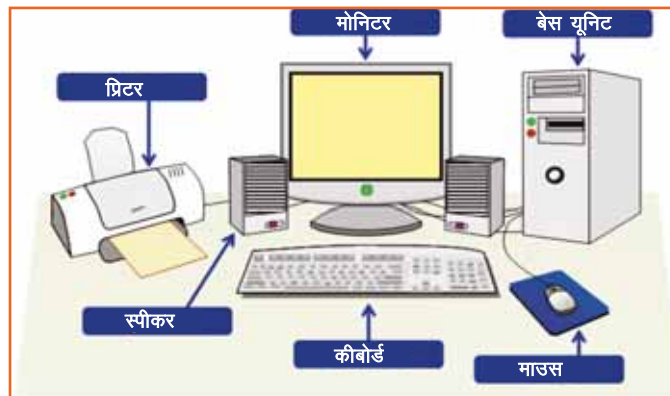 मोनिटर
बेस यूनिट
प्रिटर
स्पीकर
कीबोर्ड
माउस